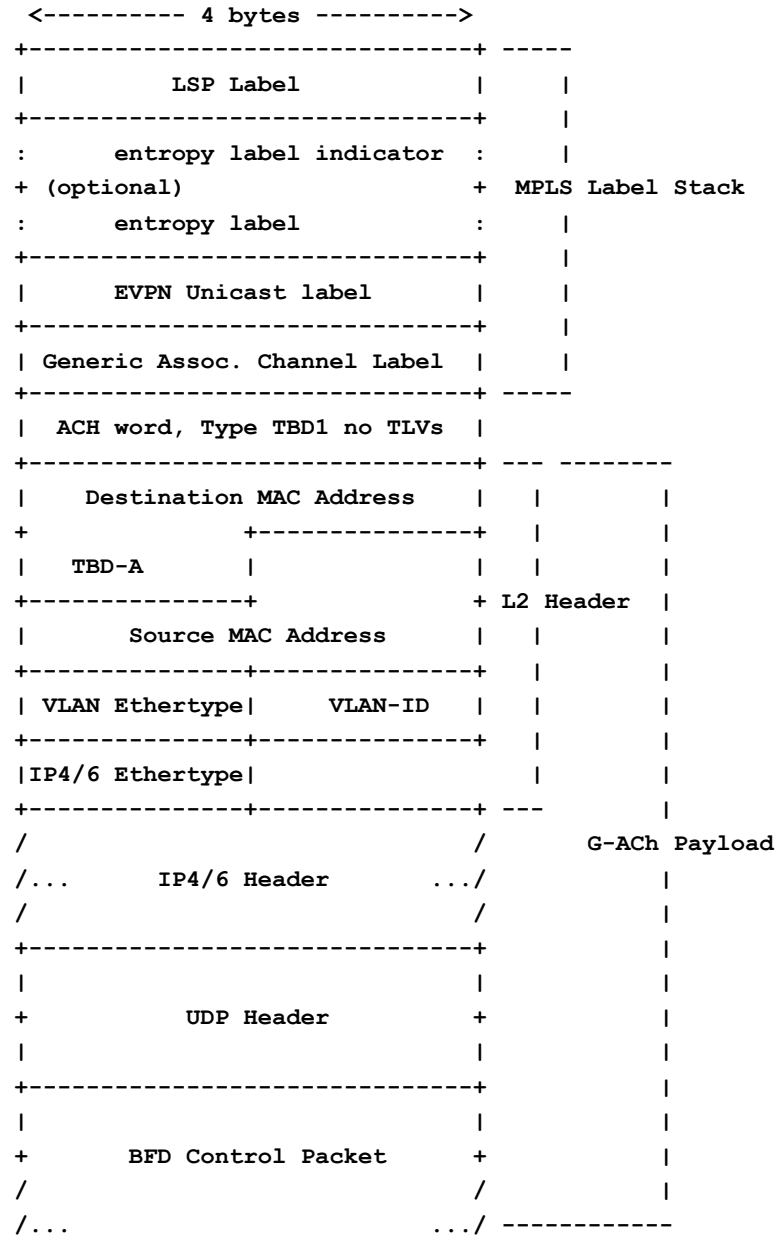 <---------- 4 bytes ---------->
+-------------------------------+ -----
|          LSP Label            |     |
+-------------------------------+     |
:      entropy label indicator  :     |
+ (optional)                    +  MPLS Label Stack
:      entropy label            :     |
+-------------------------------+     |
|      EVPN Unicast label       |     |
+-------------------------------+     |
| Generic Assoc. Channel Label  |     |
+-------------------------------+ -----
|  ACH word, Type TBD1 no TLVs  |
+-------------------------------+ --- --------
|    Destination MAC Address    |   |        |
+               +---------------+   |        |
|   TBD-A       |               |   |        |
+---------------+               + L2 Header  |
|       Source MAC Address      |   |        |
+---------------+---------------+   |        |
| VLAN Ethertype|     VLAN-ID   |   |        |
+---------------+---------------+   |        |
|IP4/6 Ethertype|                   |        |
+---------------+---------------+ ---        |
/                               /       G-ACh Payload
/...      IP4/6 Header       .../            |
/                               /            |
+-------------------------------+            |
|                               |            |
+           UDP Header          +            |
|                               |            |
+-------------------------------+            |
|                               |            |
+       BFD Control Packet      +            |
/                               /            |
/...                         .../ ------------